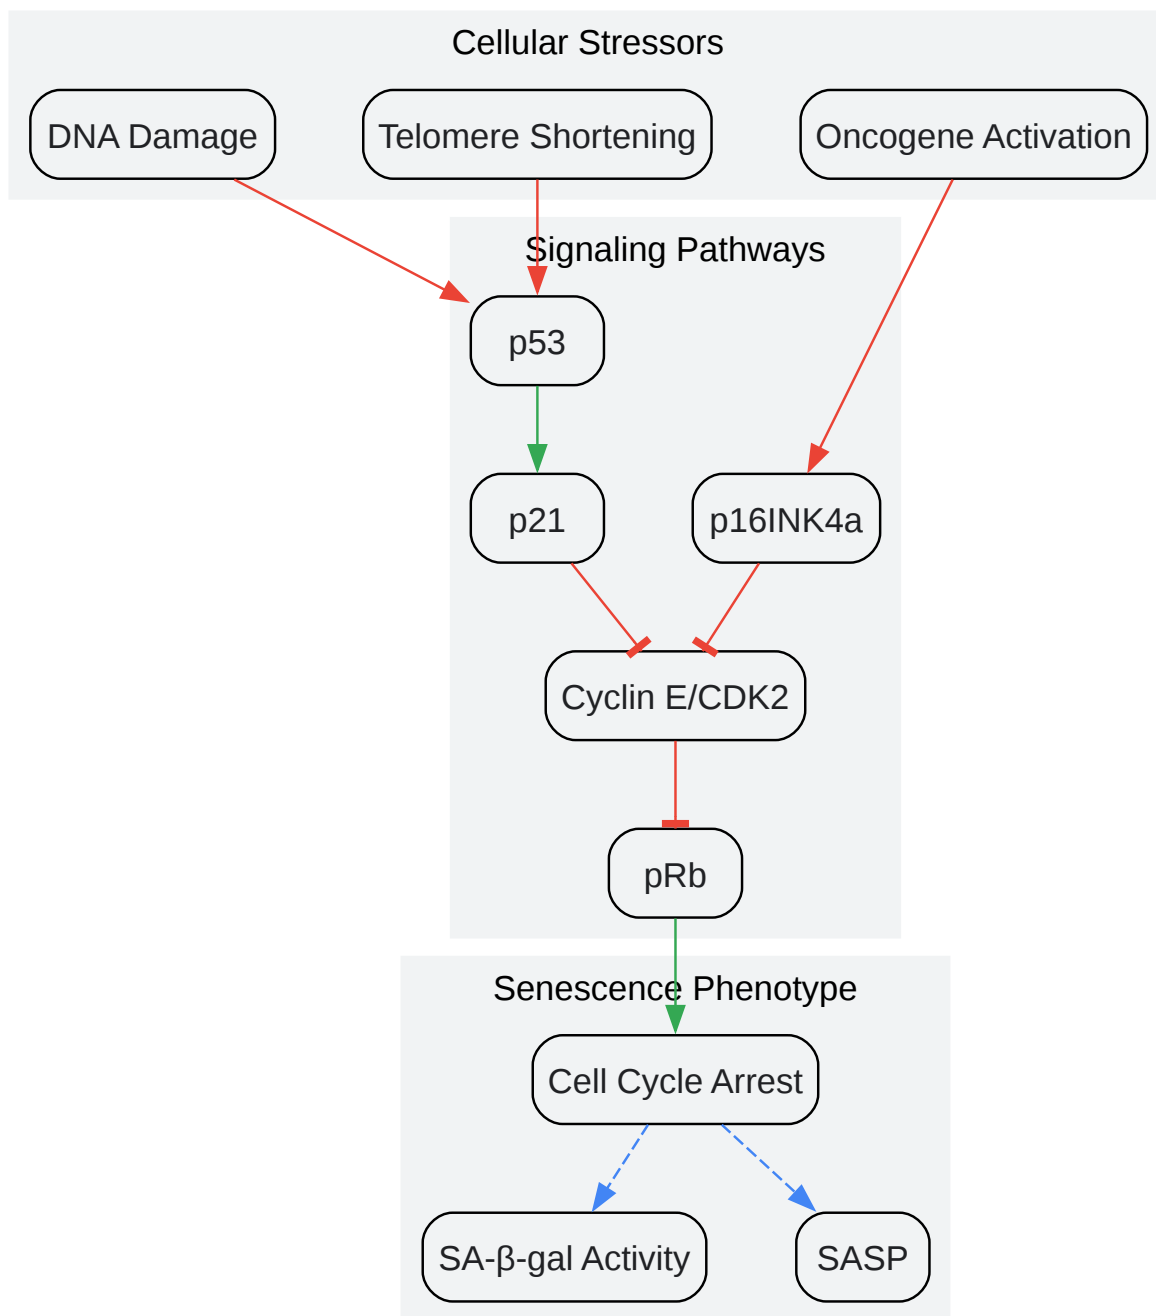 Cellular Stressors
DNA Damage
Telomere Shortening
Oncogene Activation
Signaling Pathways
p53
p21
p16INK4a
Cyclin E/CDK2
pRb
Senescence Phenotype
Cell Cycle Arrest
SA-β-gal Activity
SASP